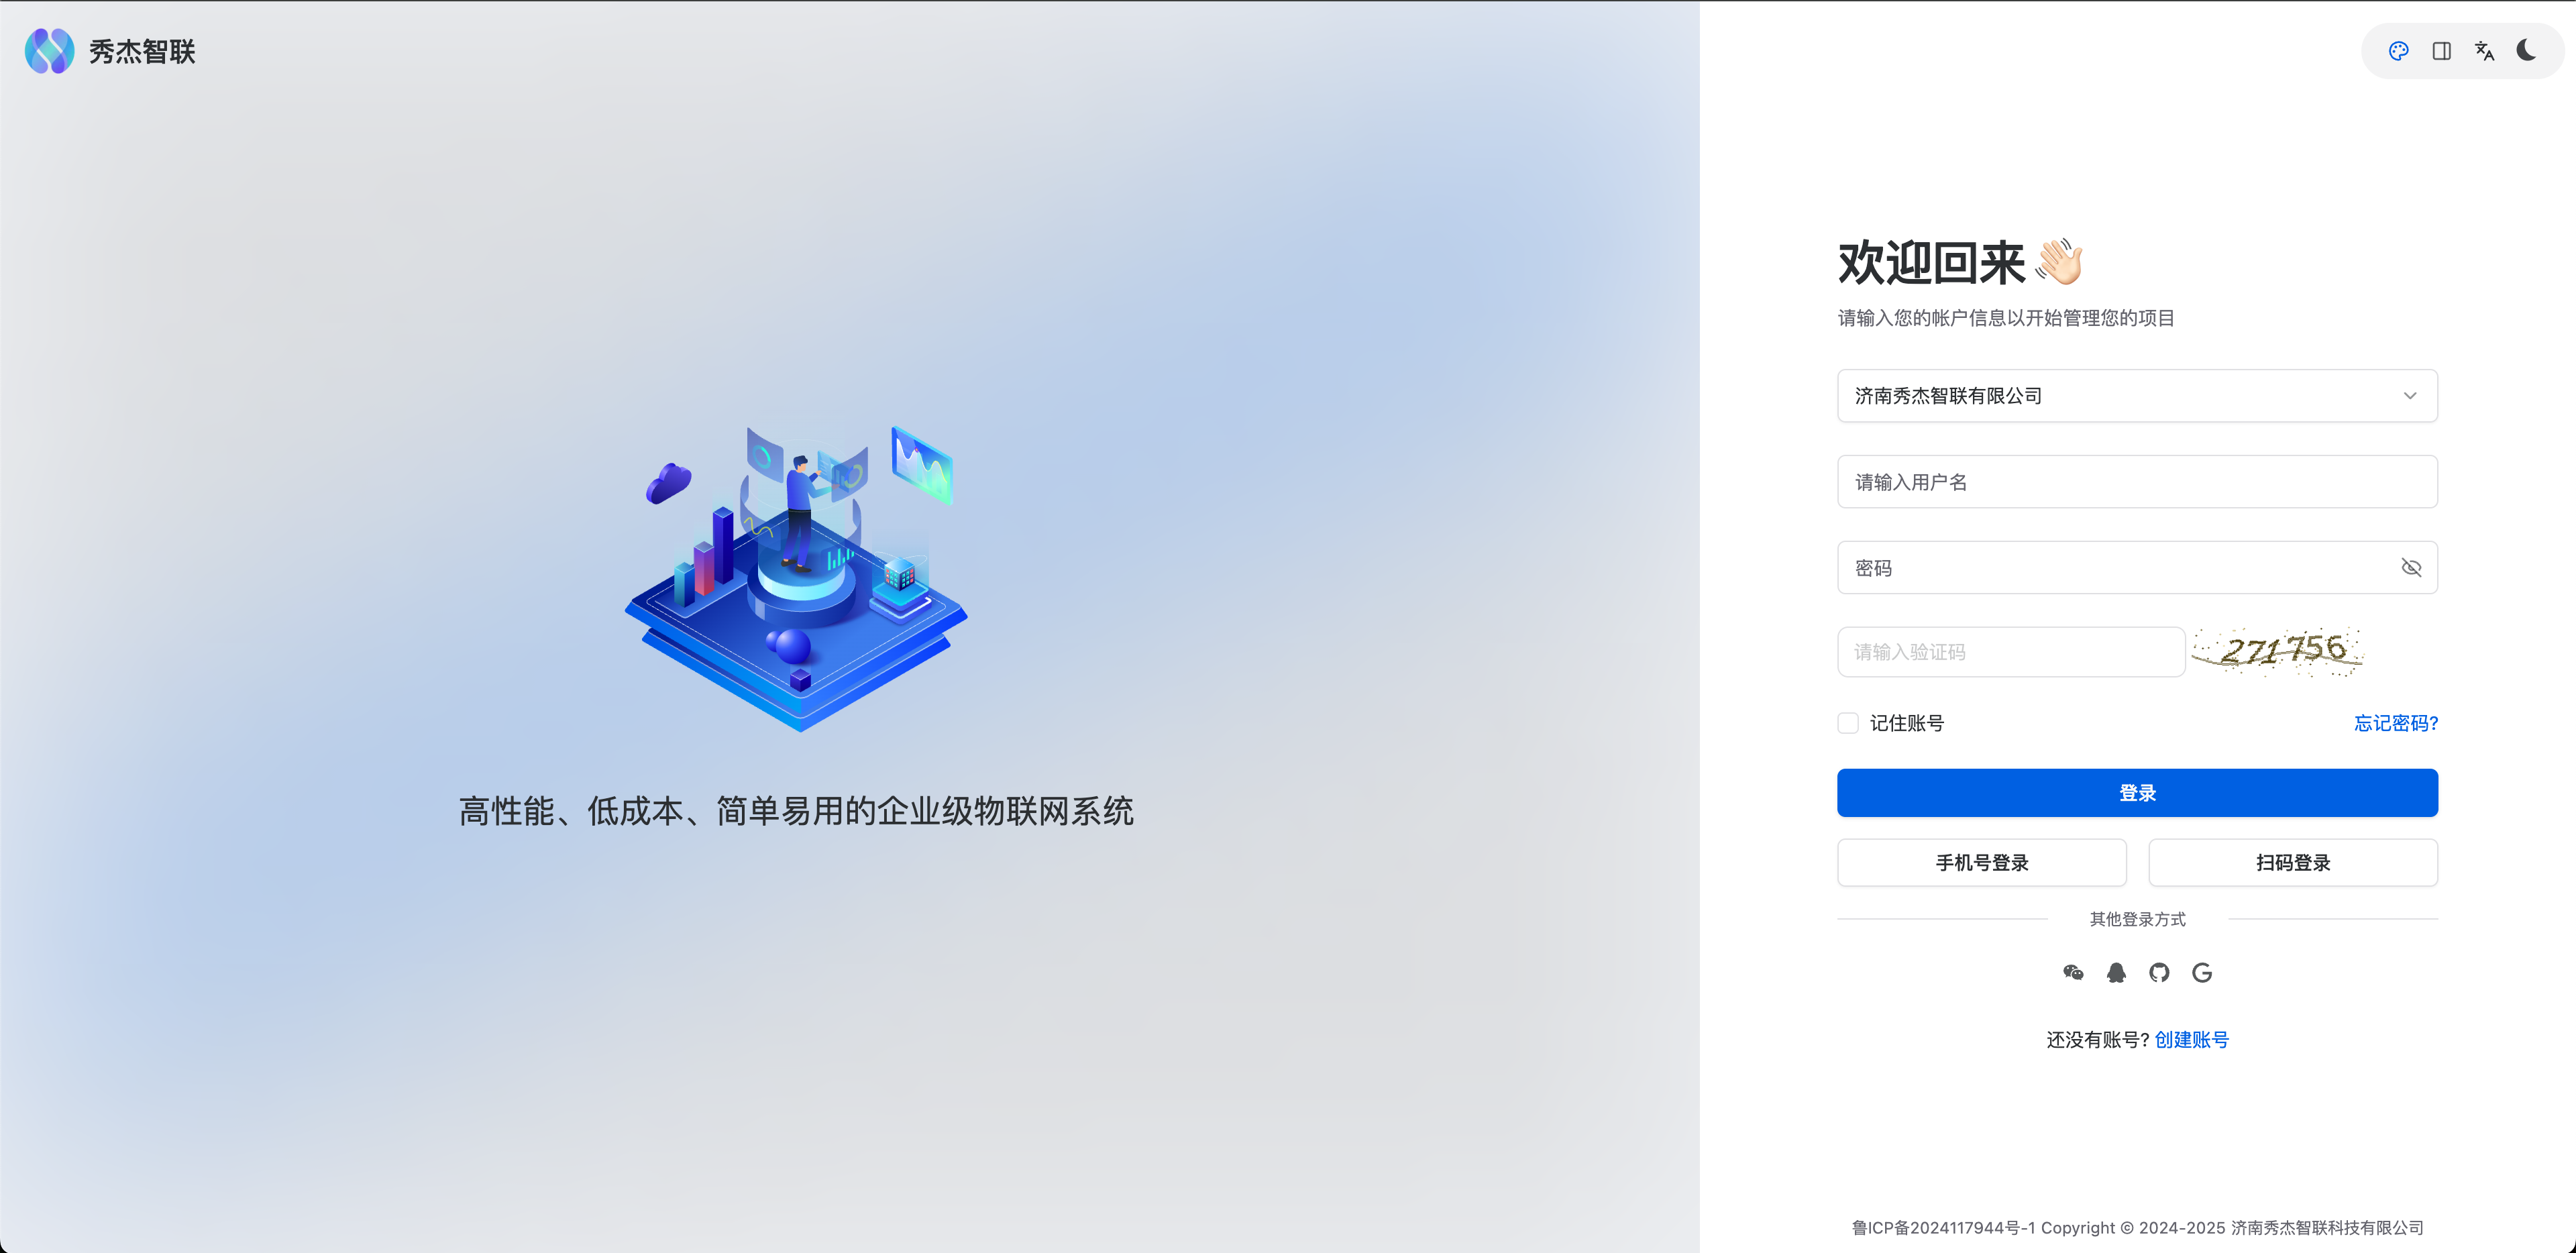 秀杰智联
高性能、低成本、简单易用的企业级物联网系统
欢迎回来 👋🏻
请输入您的帐户信息以开始管理您的项目
济南秀杰智联有限公司
请输入用户名
密码
请输入验证码
271756
记住账号
忘记密码?
登录
手机号登录
扫码登录
其他登录方式
还没有账号? 创建账号
鲁ICP备2024117944号-1 Copyright © 2024-2025 济南秀杰智联科技有限公司